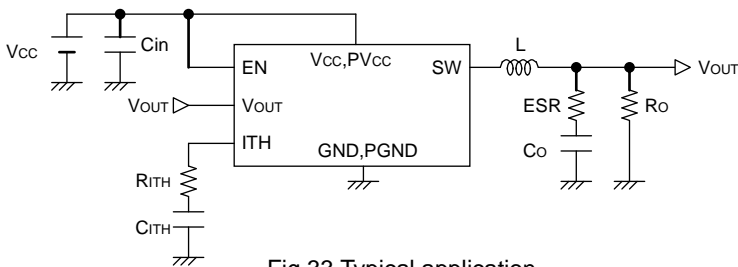 Vcc
Cin
EN
Vcc,PVcc
SW
L
VOUT
VOUT
VOUT
ESR
RO
ITH
GND,PGND
CO
RITH
CITH